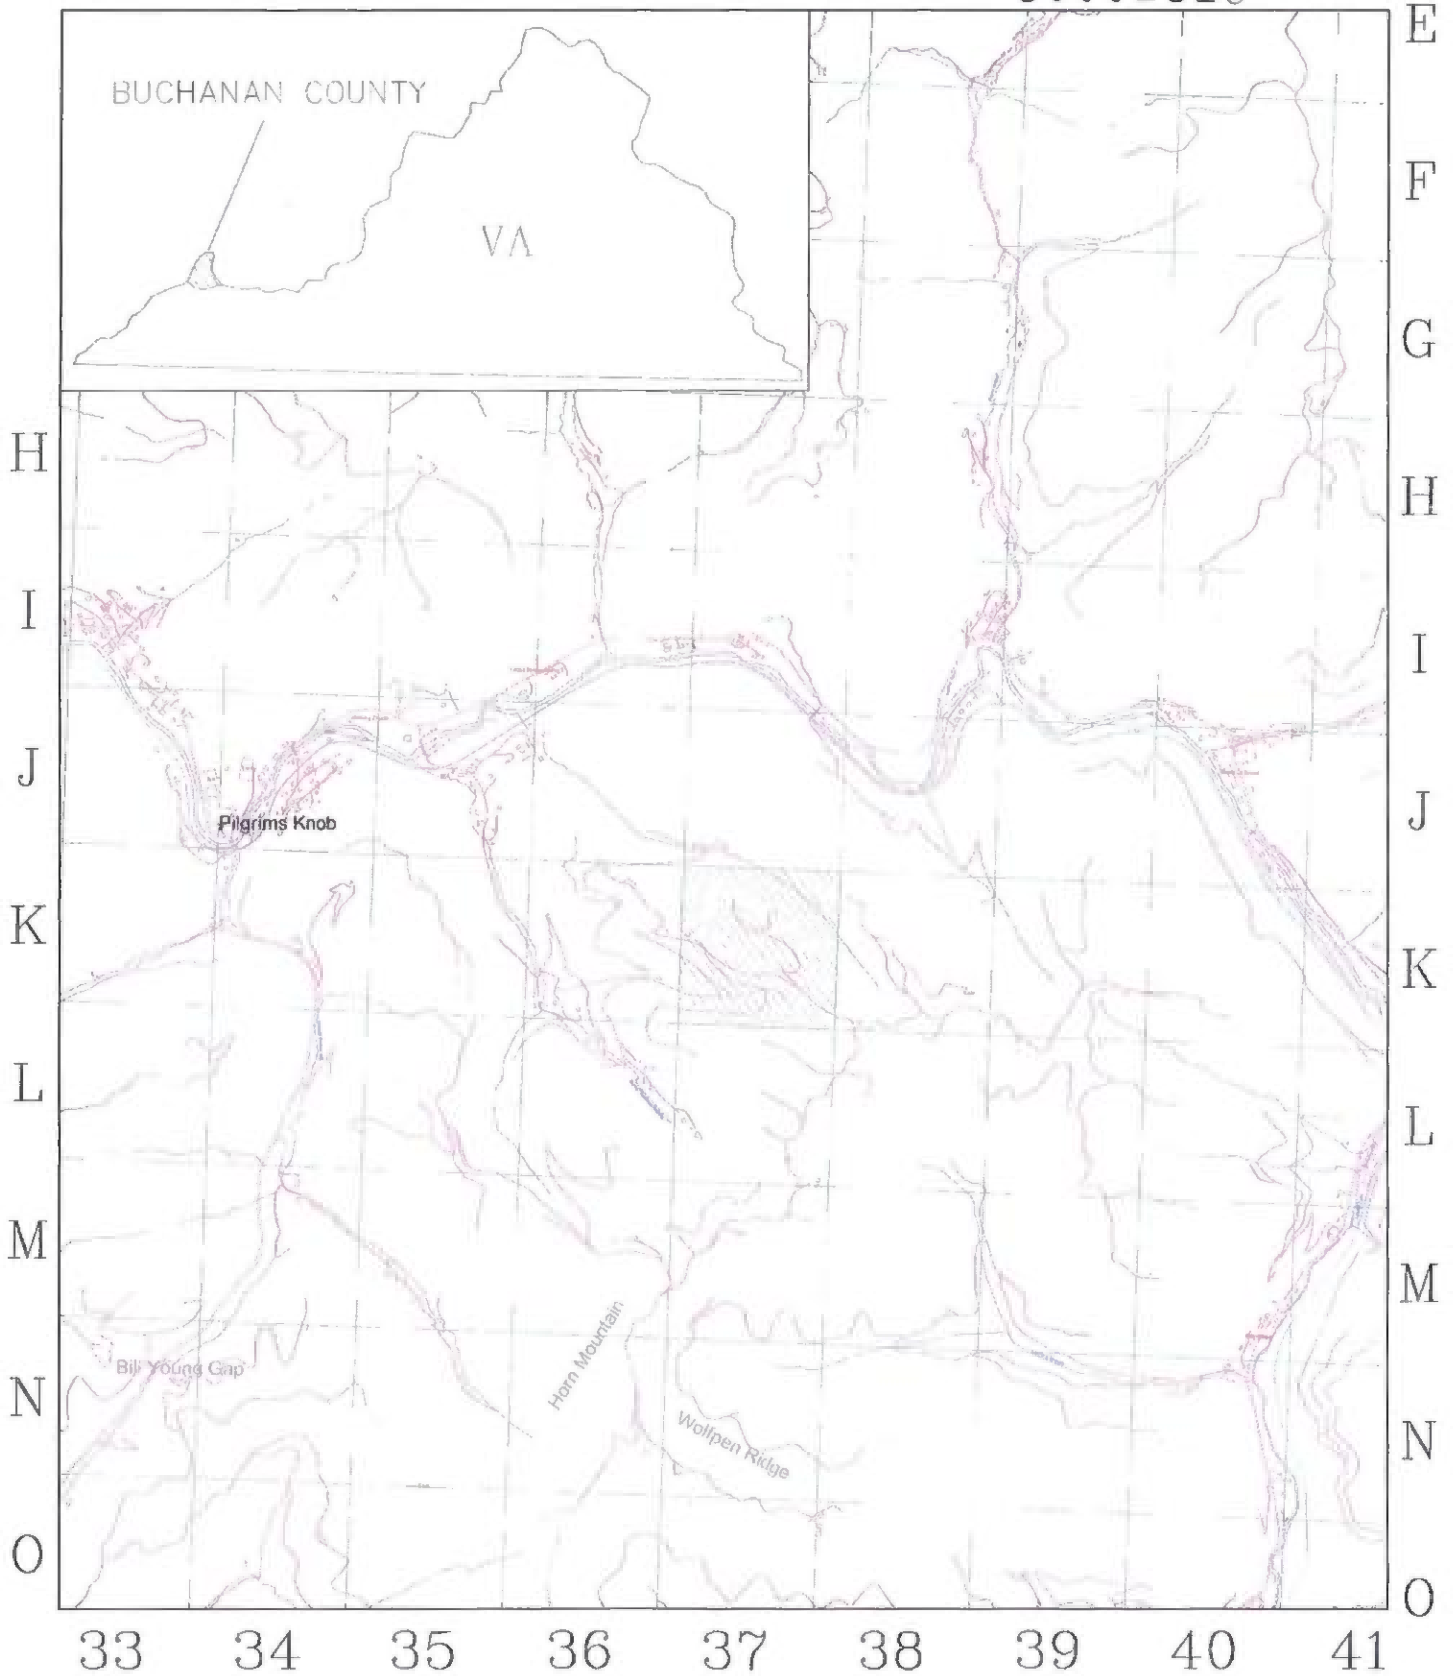 E
BUCHANAN COUNTY
F
VA
G
H
H
I
I
J
J
Pilgrims Knob
K
K
L
L
M
M
Horn Mountain
Bill Young Gap
N
Wolfpen Ridge
N
O
O
33 34 35 36 37 38 39 40 41